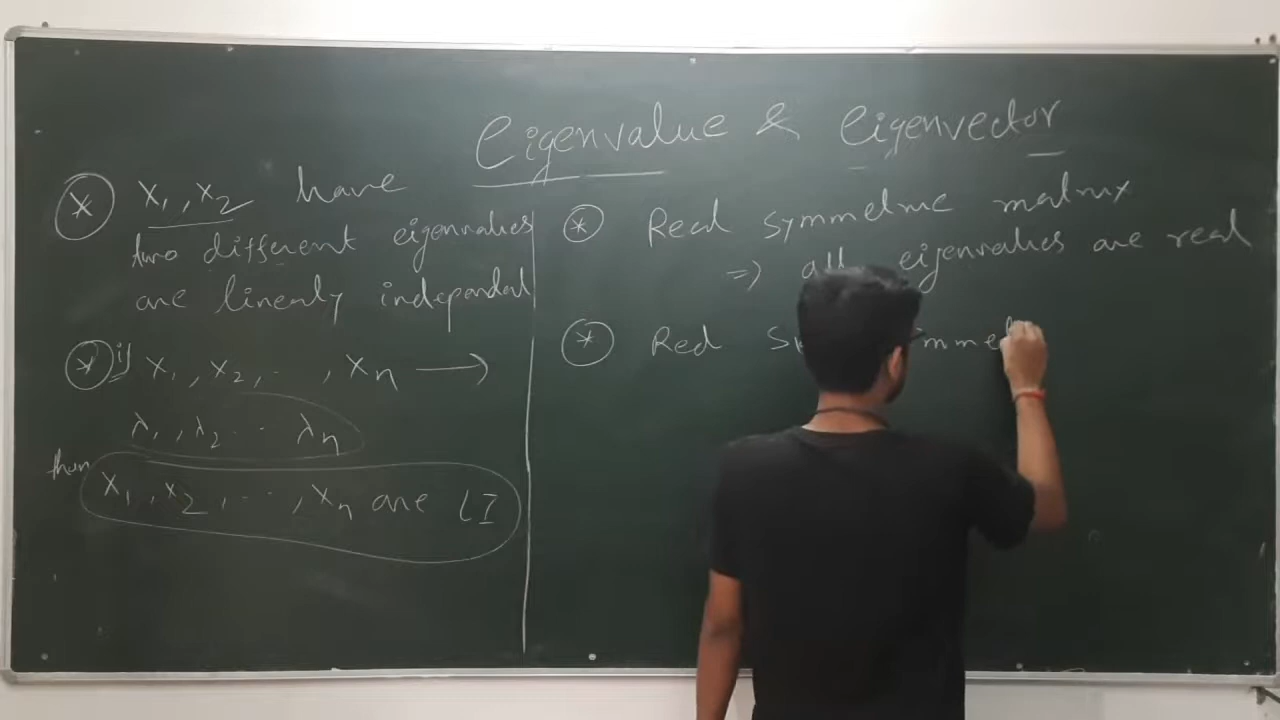 Eigenvalue & Eigenvector
* X₁, X₂ have
two different eigenvalues
are linearly independent
* if X₁, X₂, ‥ , Xₙ →
λ₁, λ₂ ‥ λₙ
then
X₁, X₂, ‥ , Xₙ are LI
* Real symmetric matrix
⇒ all eigenvalues are real
* Real